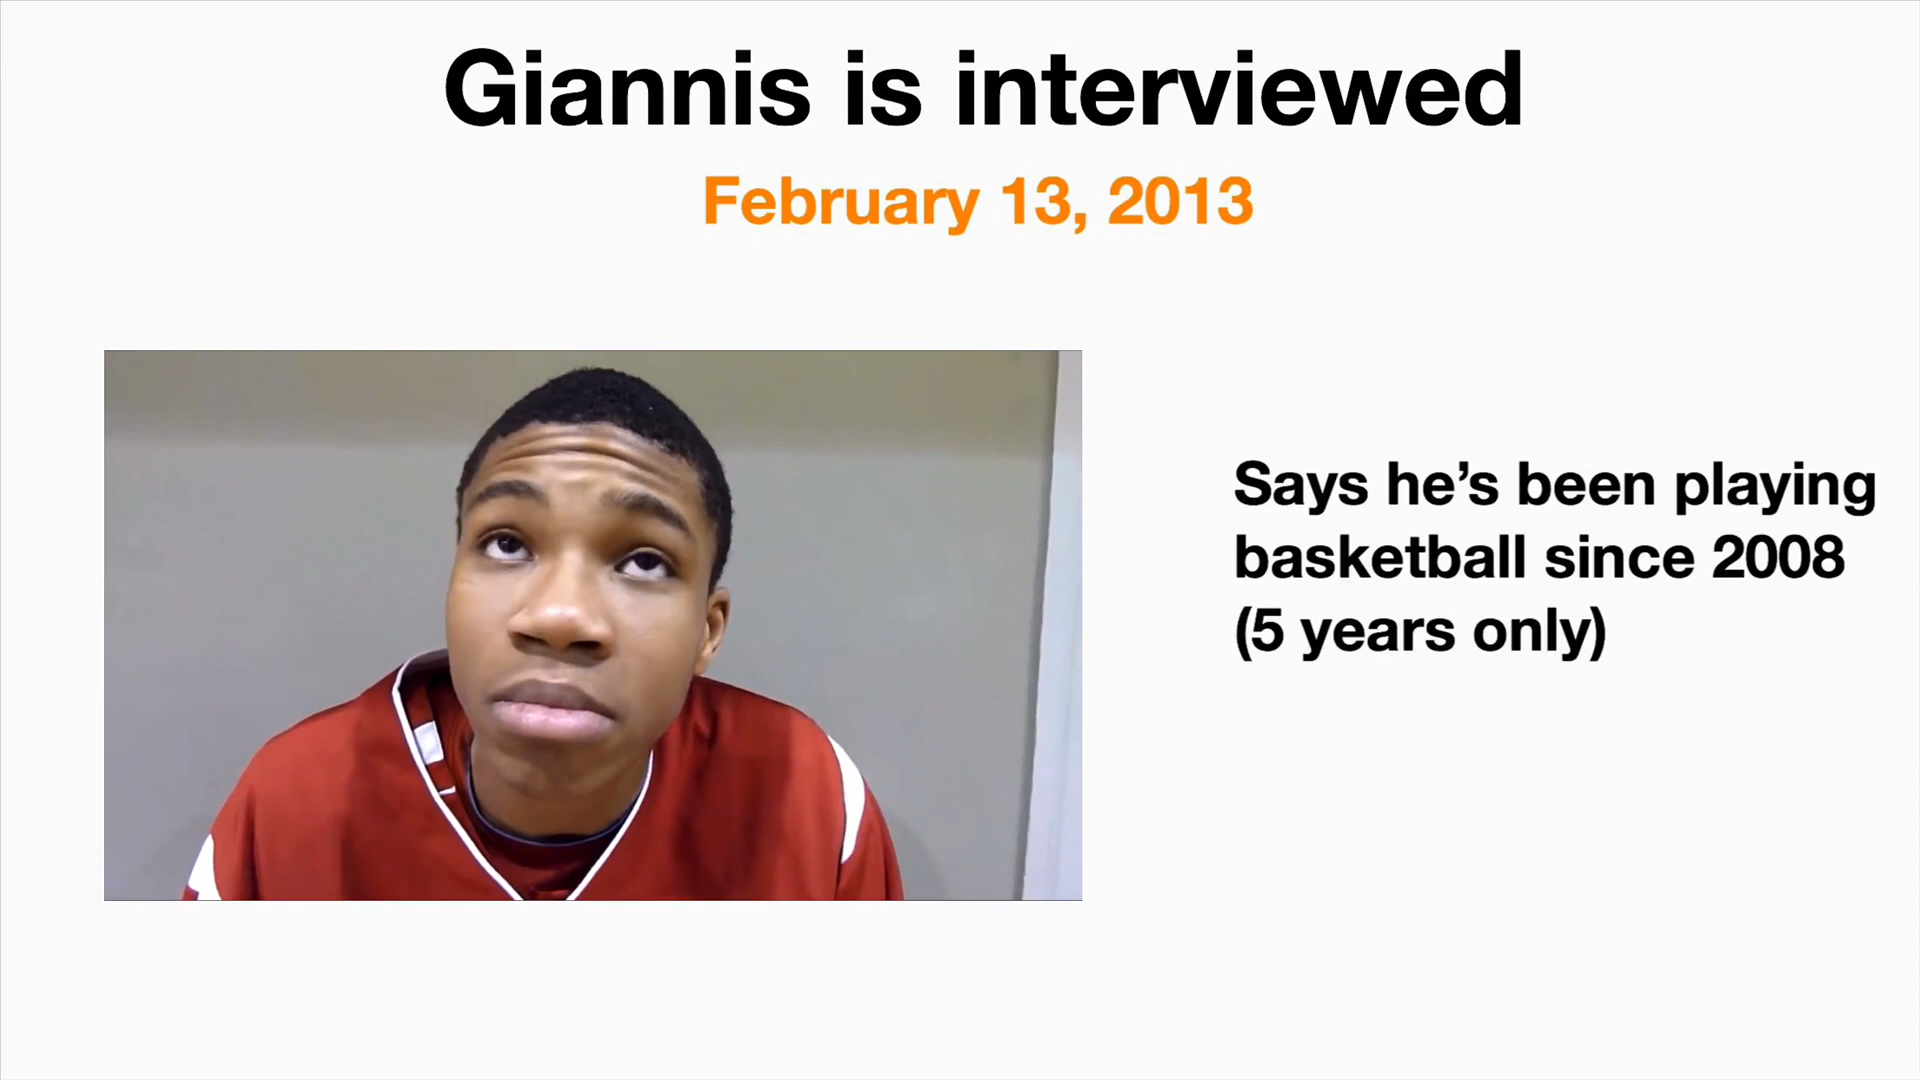 Giannis is interviewed
February 13, 2013
Says he’s been playing
basketball since 2008
(5 years only)